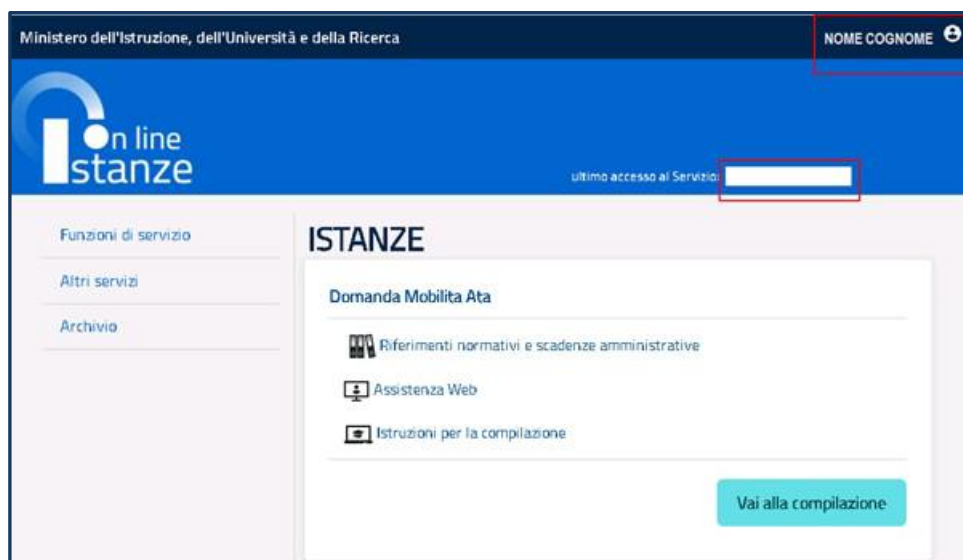 Ministero dell'Istruzione, dell'Università e della Ricerca
NOME COGNOME
on line
Istanze
ultimo accesso al Servizio:
Funzioni di servizio
Altri servizi
Archivio
ISTANZE
Domanda Mobilita Ata
Riferimenti normativi e scadenze amministrative
Assistenza Web
Istruzioni per la compilazione
Vai alla compilazione